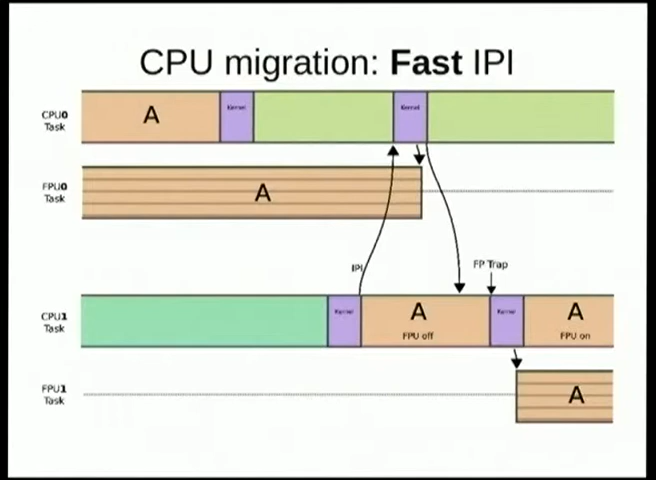 CPU migration: Fast IPI
CPU0
Task
A
Kernel
Kernel
FPU0
Task
A
IPI
FP Trap
CPU1
Task
Kernel
A
FPU off
Kernel
A
FPU on
FPU1
Task
A